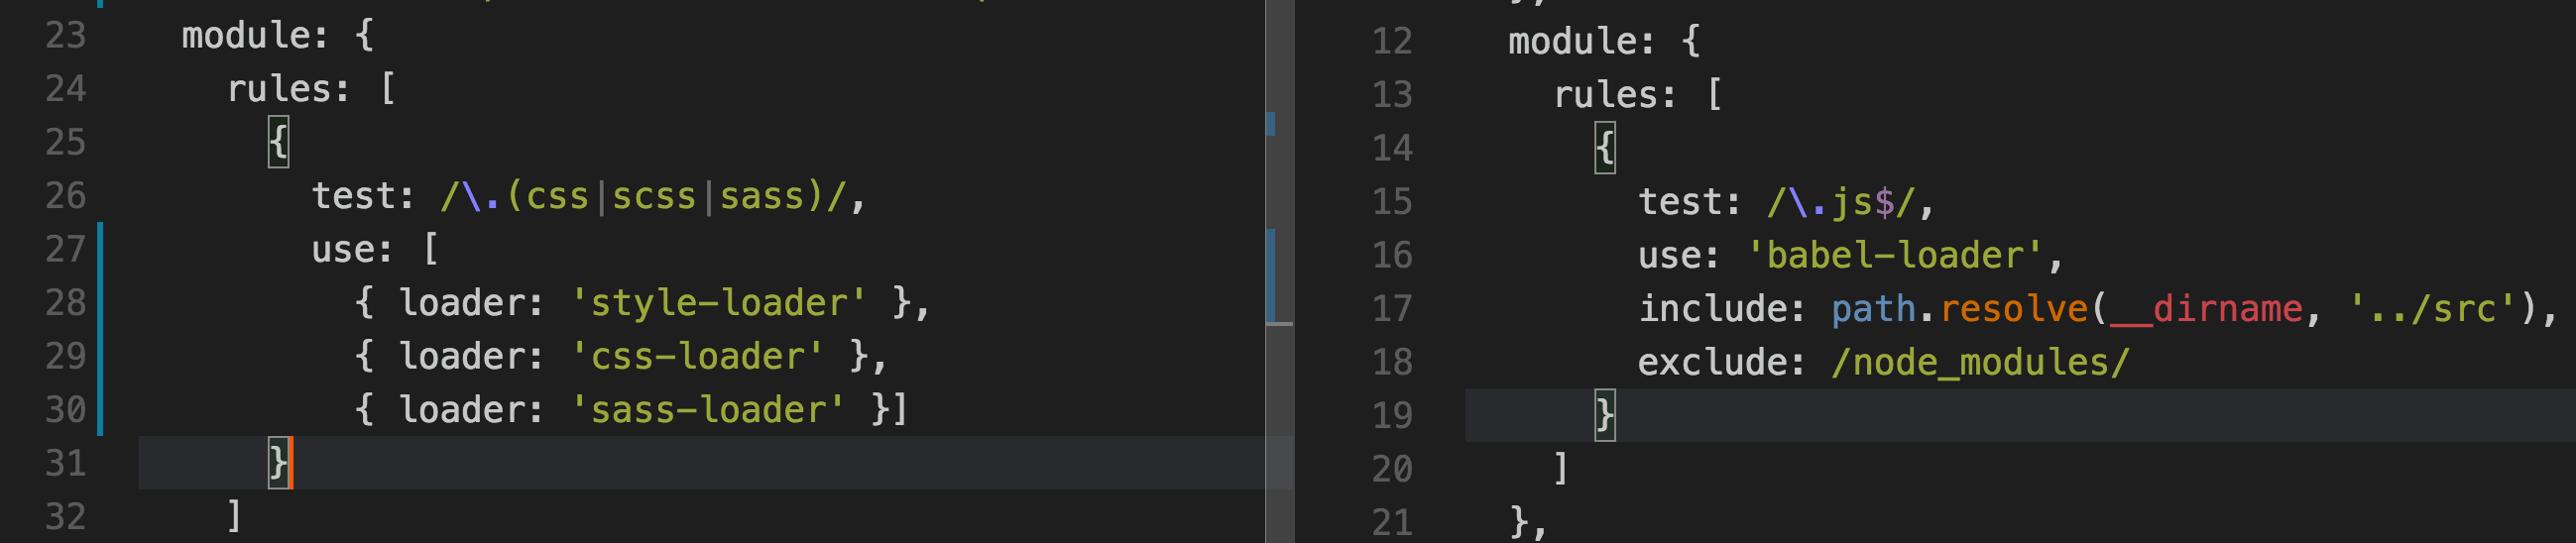 23 module: {
24 rules: [
25 {
26 test: /\.(css|scss|sass)/,
27 use: [
28 { loader: 'style-loader' },
29 { loader: 'css-loader' },
30 { loader: 'sass-loader' }]
31 }
32 ]
12 module: {
13 rules: [
14 {
15 test: /\.js$/,
16 use: 'babel-loader',
17 include: path.resolve(__dirname, '../src'),
18 exclude: /node_modules/
19 }
20 ]
21 },